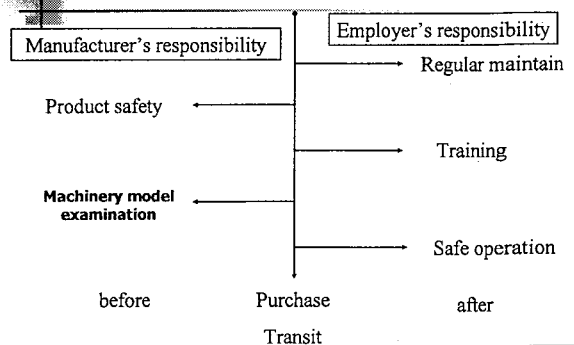 Manufacturer's responsibility
Employer's responsibility
Regular maintain
Product safety
Training
Machinery model
examination
Safe operation
before
Purchase
after
Transit